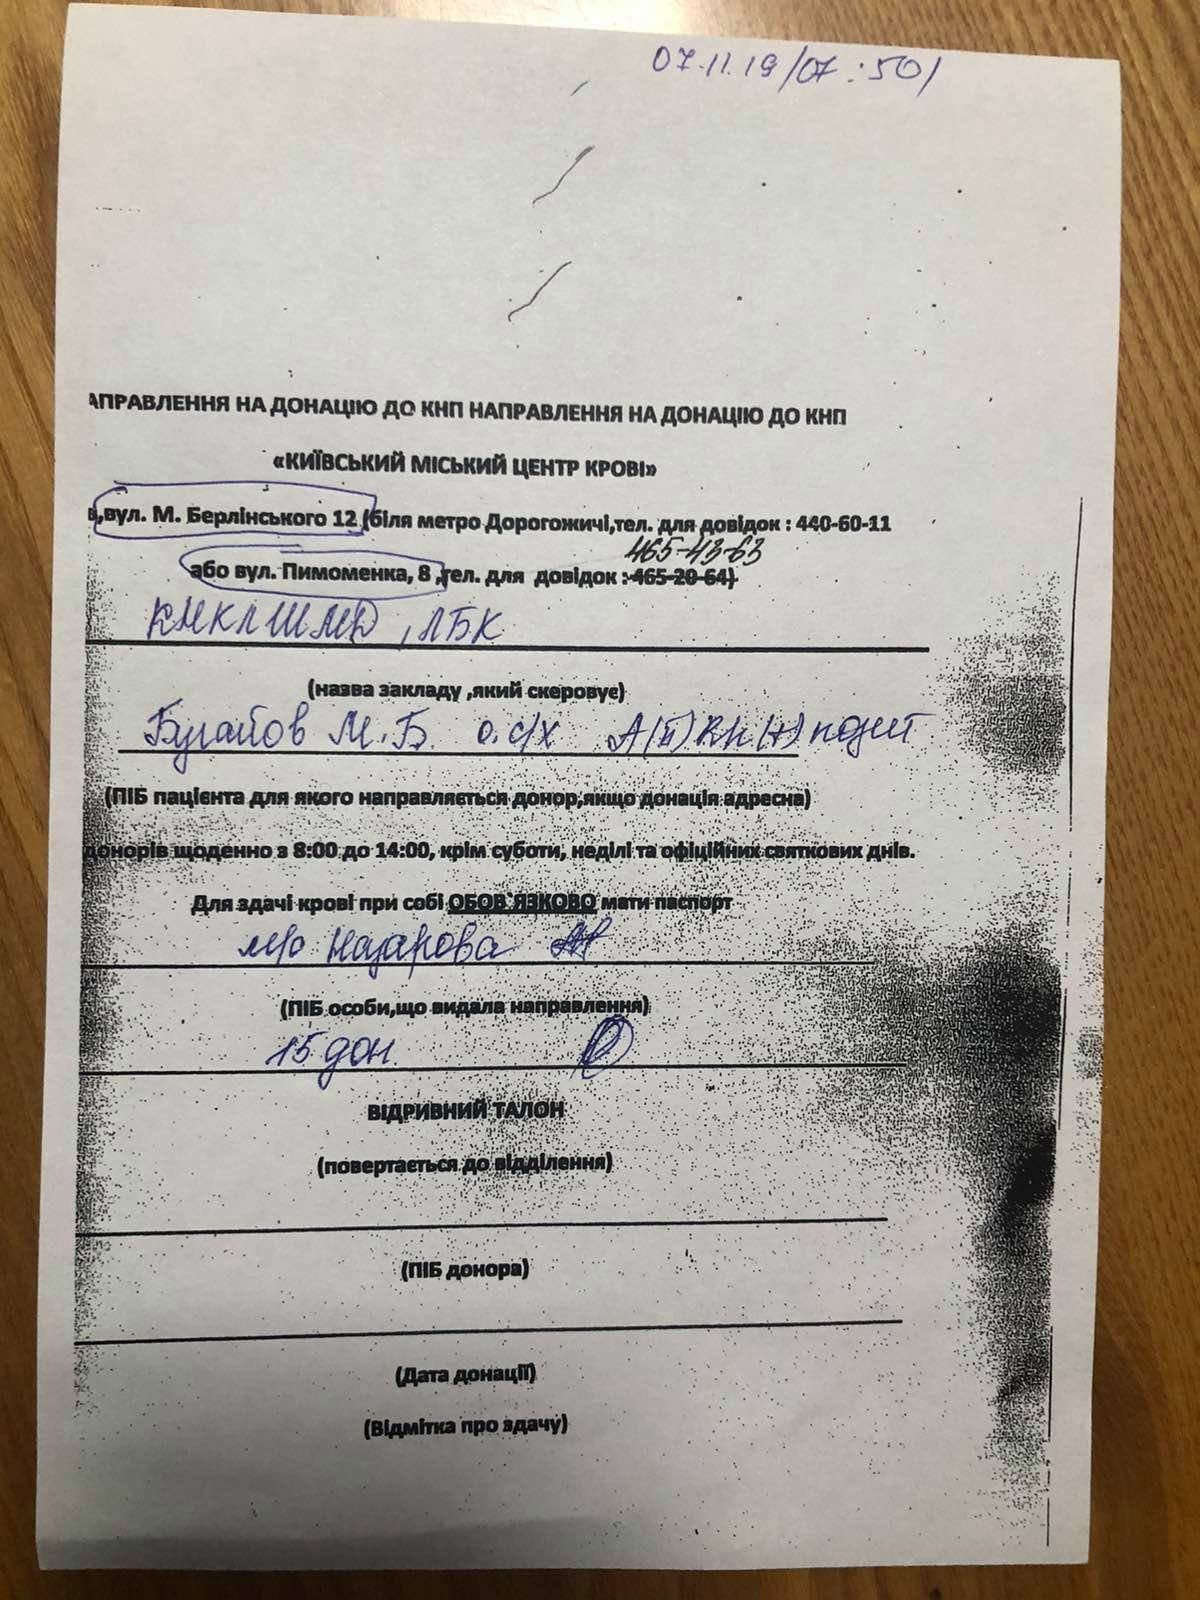 07.11.19/07:50/
АПРАВЛЕННЯ НА ДОНАЦІЮ ДО КНП НАПРАВЛЕННЯ НА ДОНАЦІЮ ДО КНП
«КИЇВСЬКИЙ МІСЬКИЙ ЦЕНТР КРОВІ»
,вул. М. Берлінського 12 (біля метро Дорогожичі,тел. для довідок : 440-60-11
465-43-63
або вул. Пимоменка, 8 ,тел. для довідок : 465-20-64)
КМКЛШМД, ЛБК
(назва закладу ,який скеровує)
Бугайов М.Б. А(ІІ) Rh (+) позит
(ПІБ пацієнта для якого направляється донор,якщо донація адресна)
донорів щоденно з 8:00 до 14:00, крім суботи, неділі та офіційних святкових днів.
Для здачі крові при собі ОБОВ`ЯЗКОВО мати паспорт
Назарова
(ПІБ особи,що видала направлення)
15 дон.
ВІДРИВНИЙ ТАЛОН
(повертається до відділення)
(ПІБ донора)
(Дата донації)
(Відмітка про здачу)